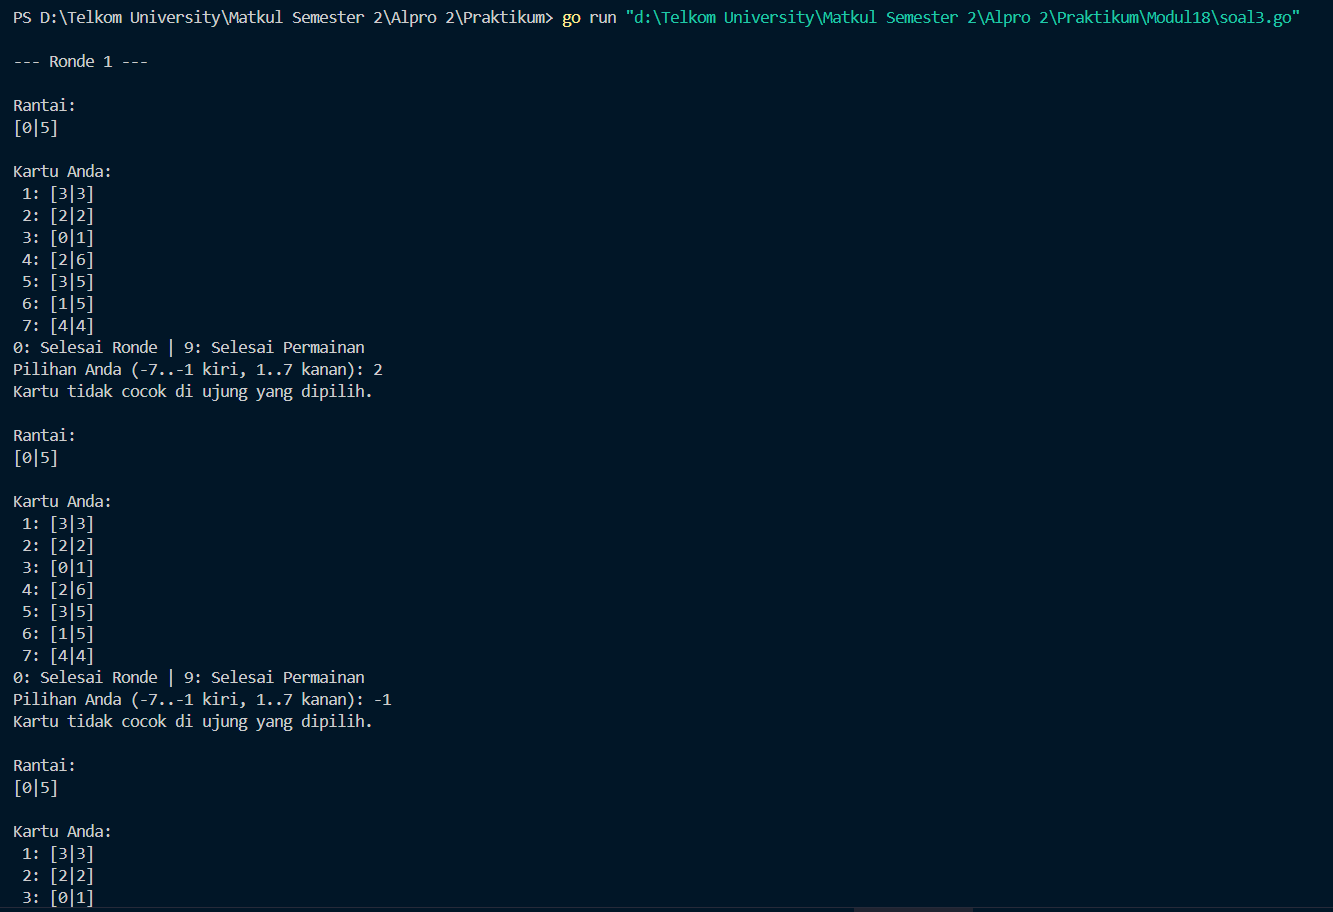 PS D:\Telkom University\Matkul Semester 2\Alpro 2\Praktikum> go run "d:\Telkom University\Matkul Semester 2\Alpro 2\Praktikum\Modul18\soal3.go"
--- Ronde 1 ---
Rantai:
[0|5]
Kartu Anda:
1: [3|3]
2: [2|2]
3: [0|1]
4: [2|6]
5: [3|5]
6: [1|5]
7: [4|4]
0: Selesai Ronde | 9: Selesai Permainan
Pilihan Anda (-7..-1 kiri, 1..7 kanan): 2
Kartu tidak cocok di ujung yang dipilih.
Rantai:
[0|5]
Kartu Anda:
1: [3|3]
2: [2|2]
3: [0|1]
4: [2|6]
5: [3|5]
6: [1|5]
7: [4|4]
0: Selesai Ronde | 9: Selesai Permainan
Pilihan Anda (-7..-1 kiri, 1..7 kanan): -1
Kartu tidak cocok di ujung yang dipilih.
Rantai:
[0|5]
Kartu Anda:
1: [3|3]
2: [2|2]
3: [0|1]